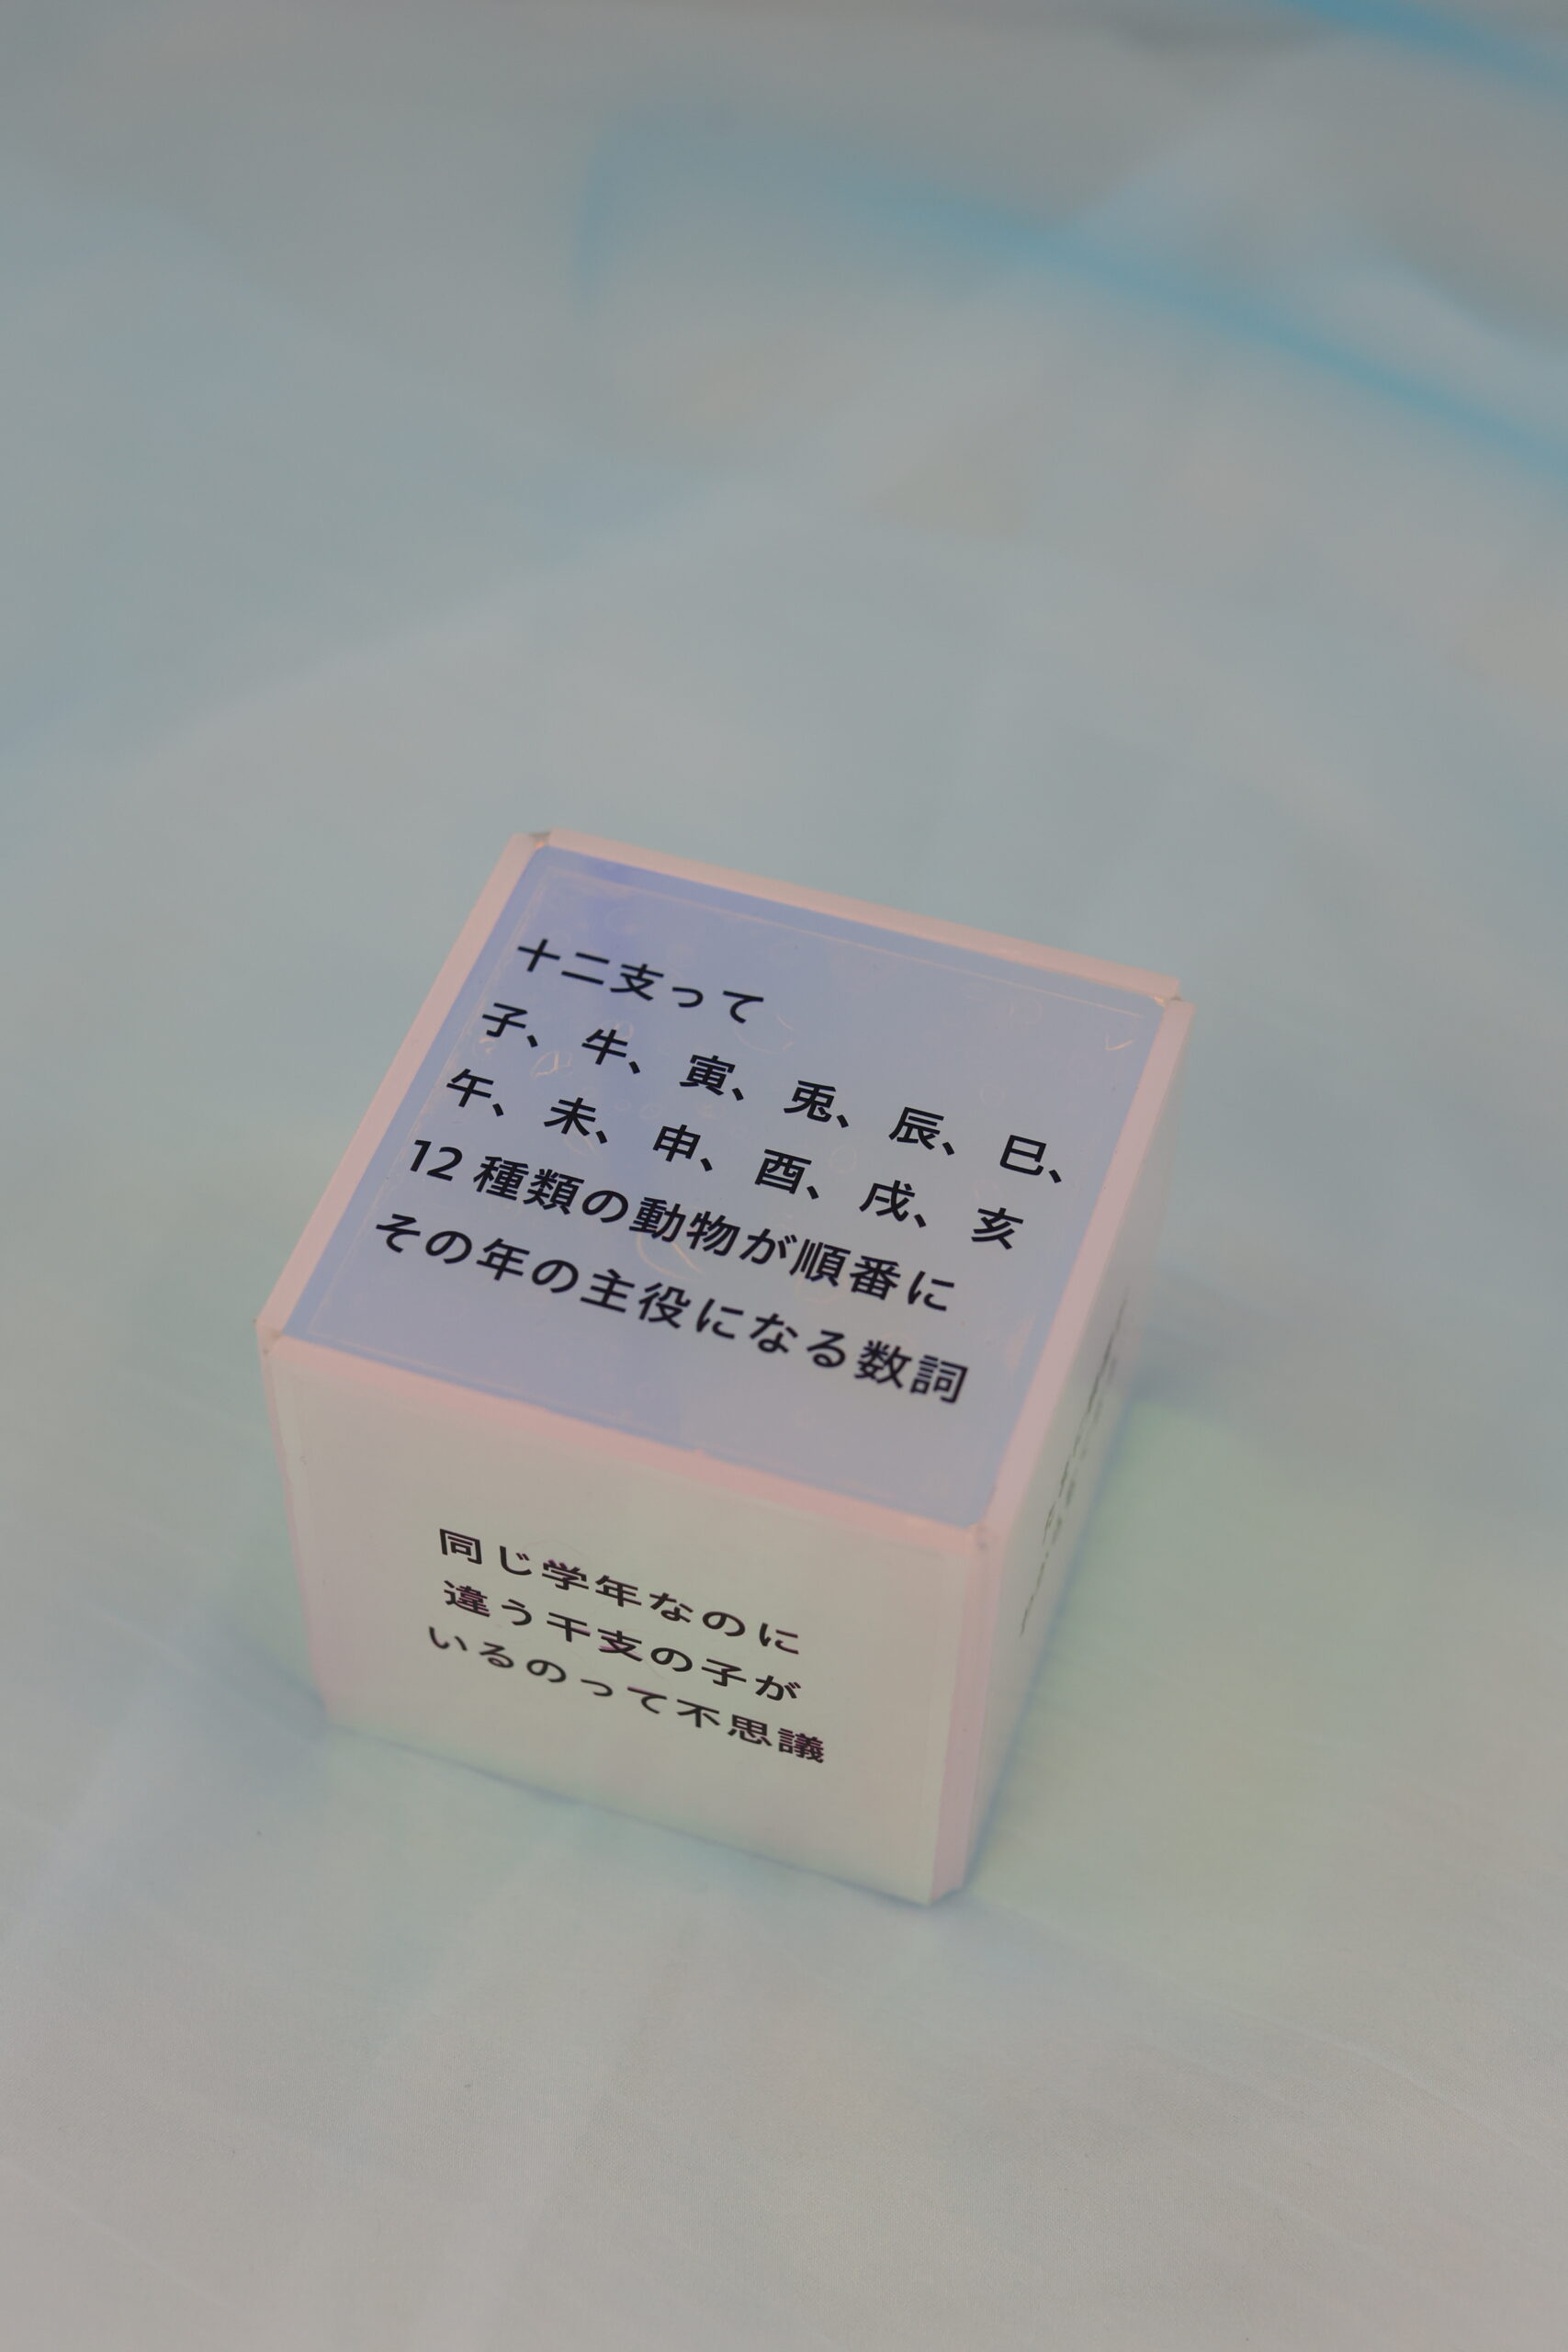 十二支って
子、牛、寅、兎、辰、巳、
午、未、申、酉、戌、亥
12 種類の動物が順番に
その年の主役になる数詞
同じ学年なのに
違う干支の子が
いるのって不思議